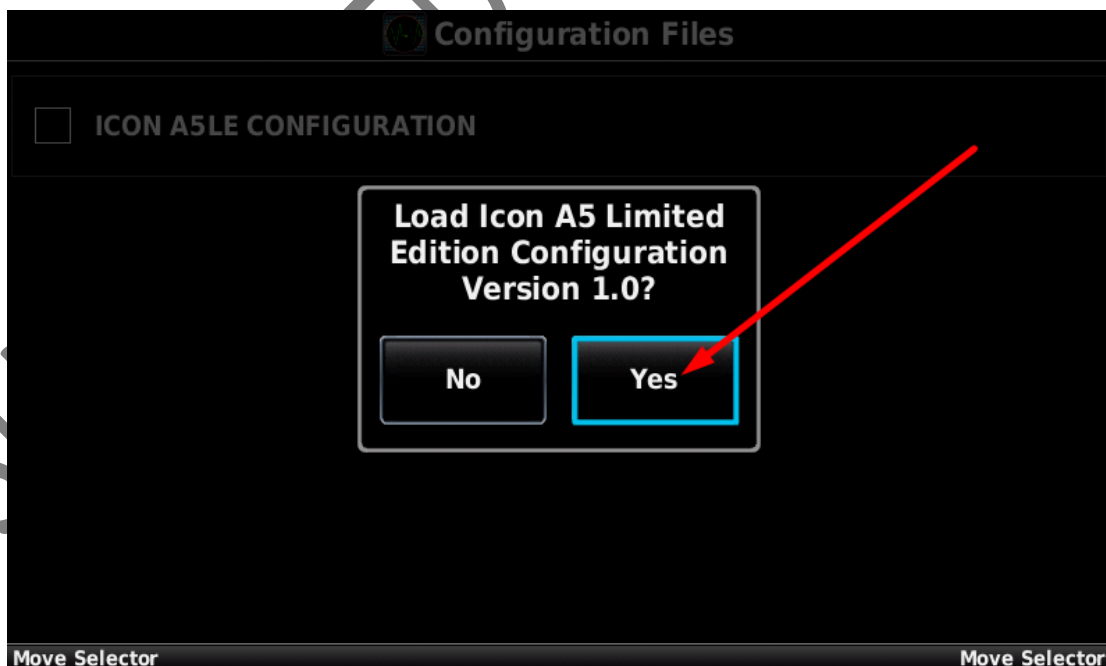 Configuration Files
ICON A5LE CONFIGURATION
Load Icon A5 Limited
Edition Configuration
Version 1.0?
No Yes
Move Selector Move Selector